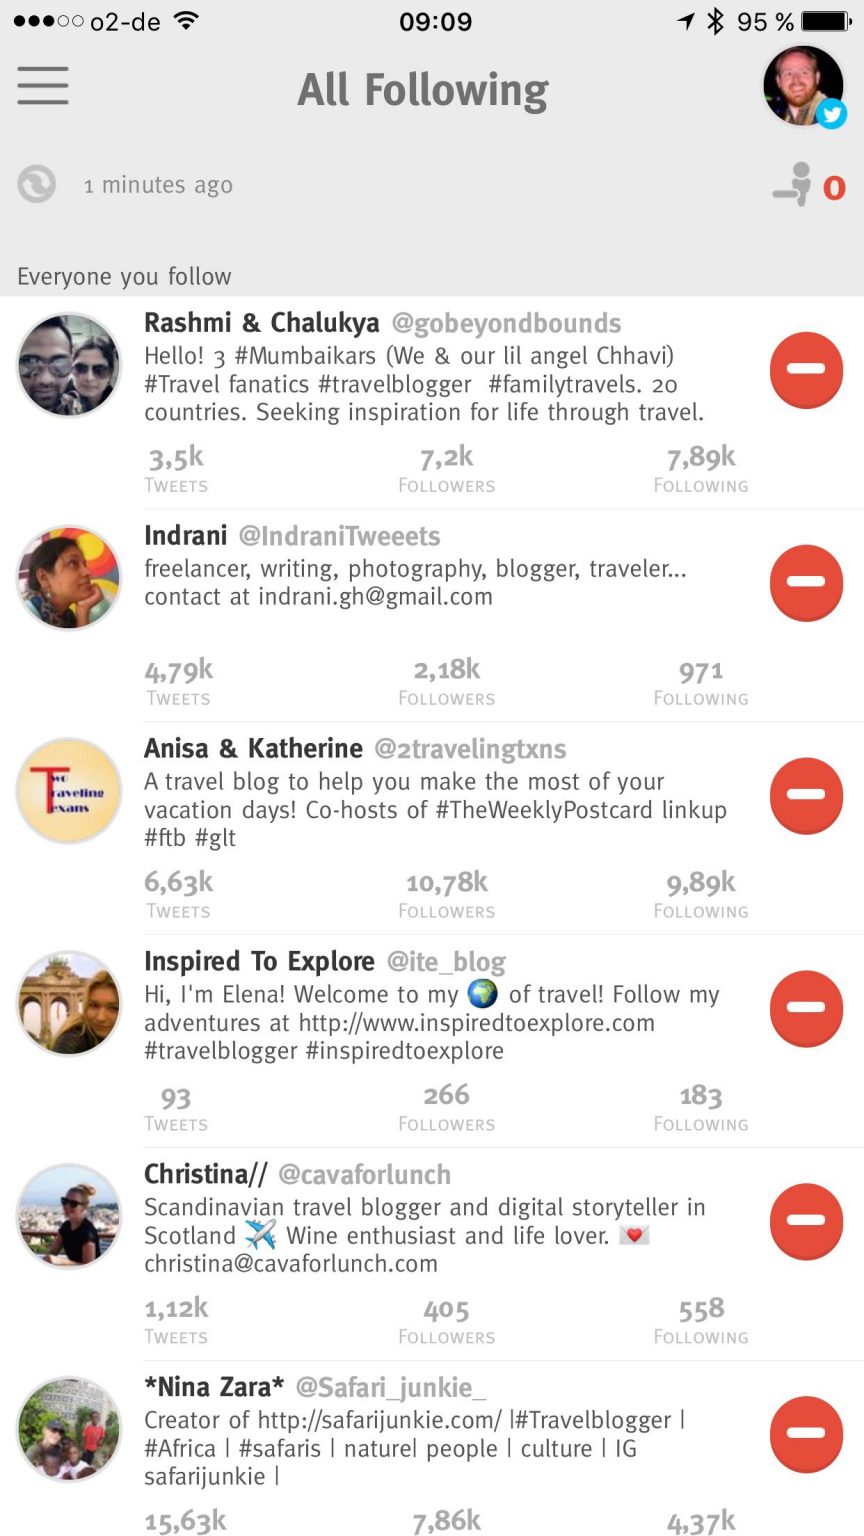 o2-de 09:09 95 %
All Following
1 minutes ago 0
Everyone you follow
Rashmi & Chalukya @gobeyondbounds
Hello! 3 #Mumbaikars (We & our lil angel Chhavi)
#Travel fanatics #travelblogger #familytravels. 20
countries. Seeking inspiration for life through travel.
3,5k 7,2k 7,89k
TWEETS FOLLOWERS FOLLOWING
Indrani @IndraniTweeets
freelancer, writing, photography, blogger, traveler...
contact at indrani.gh@gmail.com
4,79k 2,18k 971
TWEETS FOLLOWERS FOLLOWING
Two
Traveling
Texans
Anisa & Katherine @2travelingtxns
A travel blog to help you make the most of your
vacation days! Co-hosts of #TheWeeklyPostcard linkup
#ftb #glt
6,63k 10,78k 9,89k
TWEETS FOLLOWERS FOLLOWING
Inspired To Explore @ite_blog
Hi, I'm Elena! Welcome to my 🌍 of travel! Follow my
adventures at http://www.inspiredtoexplore.com
#travelblogger #inspiredtoexplore
93 266 183
TWEETS FOLLOWERS FOLLOWING
Christina// @cavaforlunch
Scandinavian travel blogger and digital storyteller in
Scotland ✈️ Wine enthusiast and life lover. 💌
christina@cavaforlunch.com
1,12k 405 558
TWEETS FOLLOWERS FOLLOWING
*Nina Zara* @Safari_junkie_
Creator of http://safarijunkie.com/ |#Travelblogger |
#Africa | #safaris | nature| people | culture | IG
safarijunkie |
15,63k 7,86k 4,37k